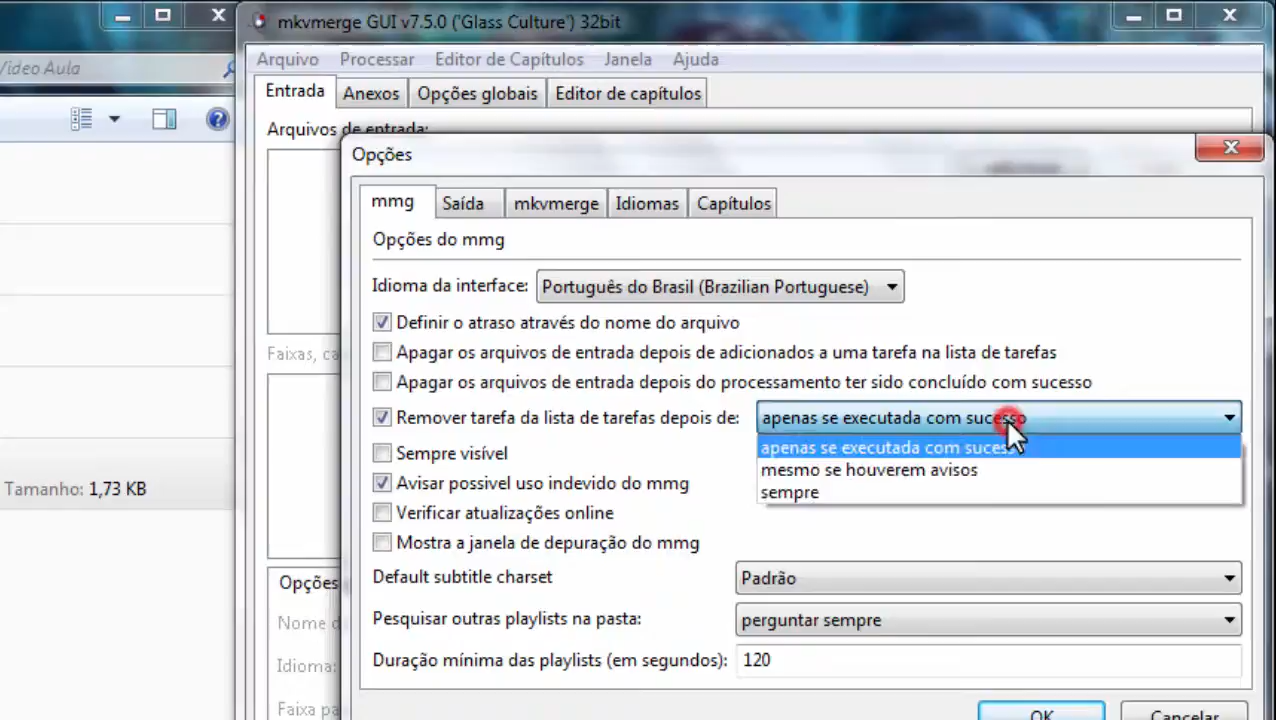 mkvmerge GUI v7.5.0 ('Glass Culture') 32bit
Video Aula
Arquivo Processar Editor de Capítulos Janela Ajuda
Entrada Anexos Opções globais Editor de capítulos
Arquivos de entrada:
Opções
mmg Saída mkvmerge Idiomas Capítulos
Opções do mmg
Idioma da interface: Português do Brasil (Brazilian Portuguese)
Definir o atraso através do nome do arquivo
Faixas,
Apagar os arquivos de entrada depois de adicionados a uma tarefa na lista de tarefas
Apagar os arquivos de entrada depois do processamento ter sido concluído com sucesso
Remover tarefa da lista de tarefas depois de: apenas se executada com sucesso
apenas se executada com
Sempre visível
mesmo se houverem avisos
Tamanho: 1,73 KB
Avisar possivel uso indevido do mmg
sempre
Verificar atualizações online
Mostra a janela de depuração do mmg
Opções
Default subtitle charset Padrão
Nome
Pesquisar outras playlists na pasta: perguntar sempre
Idioma:
Duração mínima das playlists (em segundos): 120
Faixa
OK Cancelar